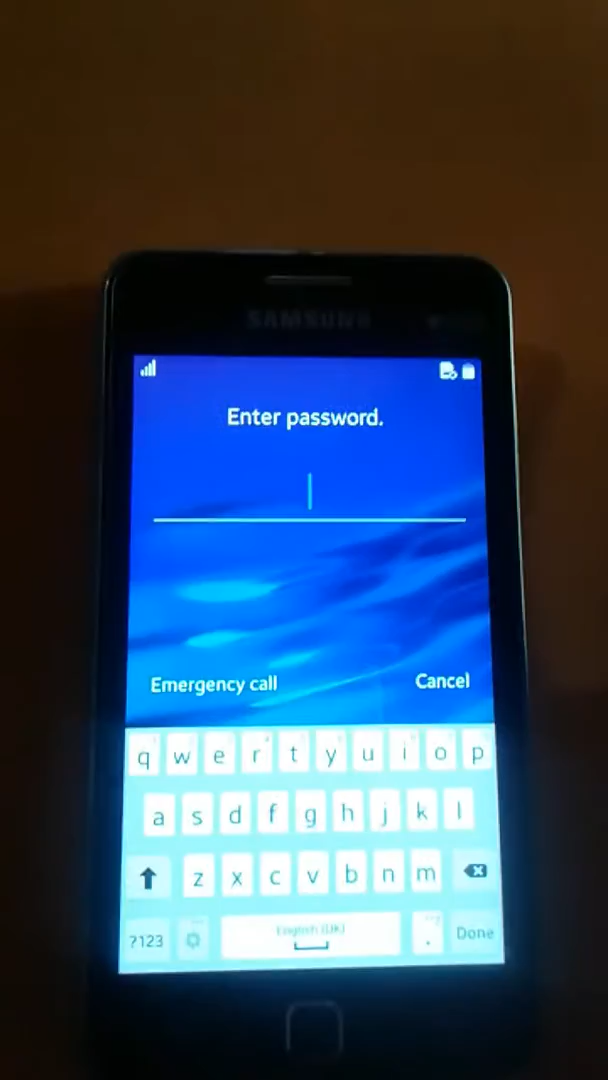 SAMSUNG
Enter password.
Emergency call
Cancel
q w e r t y u i o p
a s d f g h j k l
z x c v b n m
?123
English (UK)
.
Done